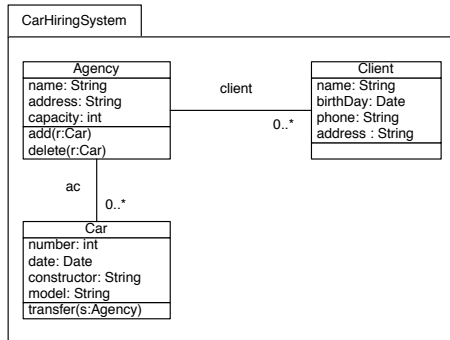 CarHiringSystem
Agency
name: String
address: String
capacity: int
add(r:Car)
delete(r:Car)
client
0..*
Client
name: String
birthDay: Date
phone: String
address : String
ac
0..*
Car
number: int
date: Date
constructor: String
model: String
transfer(s:Agency)